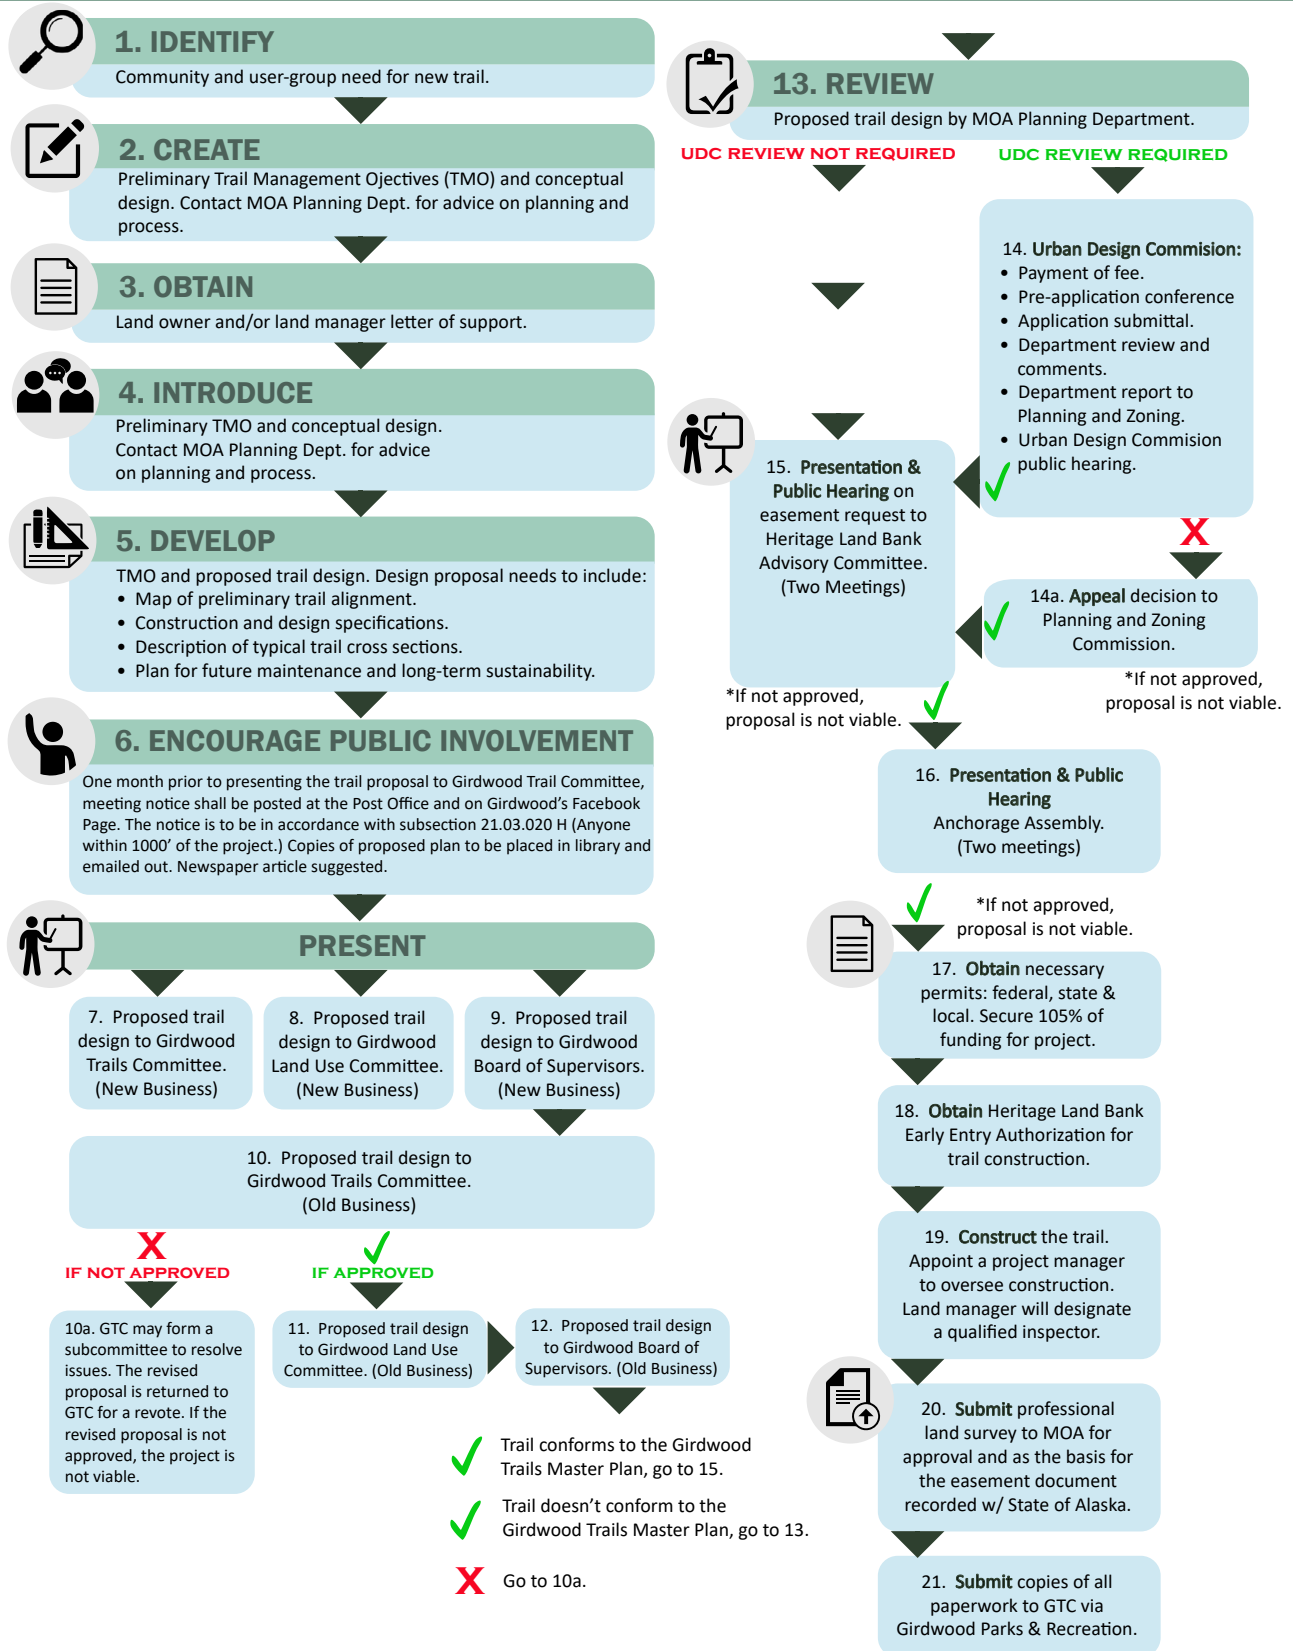 1. IDENTIFY
Community and user-group need for new trail.
2. CREATE
Preliminary Trail Management Ojectives (TMO) and conceptual
design. Contact MOA Planning Dept. for advice on planning and
process.
3. OBTAIN
Land owner and/or land manager letter of support.
4. INTRODUCE
Preliminary TMO and conceptual design.
Contact MOA Planning Dept. for advice
on planning and process.
5. DEVELOP
TMO and proposed trail design. Design proposal needs to include:
• Map of preliminary trail alignment.
• Construction and design specifications.
• Description of typical trail cross sections.
• Plan for future maintenance and long-term sustainability.
6. ENCOURAGE PUBLIC INVOLVEMENT
One month prior to presenting the trail proposal to Girdwood Trail Committee,
meeting notice shall be posted at the Post Office and on Girdwood’s Facebook
Page. The notice is to be in accordance with subsection 21.03.020 H (Anyone
within 1000’ of the project.) Copies of proposed plan to be placed in library and
emailed out. Newspaper article suggested.
PRESENT
7. Proposed trail
design to Girdwood
Trails Committee.
(New Business)
8. Proposed trail
design to Girdwood
Land Use Committee.
(New Business)
9. Proposed trail
design to Girdwood
Board of Supervisors.
(New Business)
10. Proposed trail design to
Girdwood Trails Committee.
(Old Business)
X
IF NOT APPROVED
IF APPROVED
10a. GTC may form a
subcommittee to resolve
issues. The revised
proposal is returned to
GTC for a revote. If the
revised proposal is not
approved, the project is
not viable.
11. Proposed trail design
to Girdwood Land Use
Committee. (Old Business)
12. Proposed trail design
to Girdwood Board of
Supervisors. (Old Business)
Trail conforms to the Girdwood
Trails Master Plan, go to 15.
Trail doesn’t conform to the
Girdwood Trails Master Plan, go to 13.
X Go to 10a.
13. REVIEW
Proposed trail design by MOA Planning Department.
UDC REVIEW NOT REQUIRED
UDC REVIEW REQUIRED
14. Urban Design Commision:
• Payment of fee.
• Pre-application conference
• Application submittal.
• Department review and
comments.
• Department report to
Planning and Zoning.
• Urban Design Commision
public hearing.
X
14a. Appeal decision to
Planning and Zoning
Commission.
*If not approved,
proposal is not viable.
15. Presentation &
Public Hearing on
easement request to
Heritage Land Bank
Advisory Committee.
(Two Meetings)
*If not approved,
proposal is not viable.
16. Presentation & Public
Hearing
Anchorage Assembly.
(Two meetings)
*If not approved,
proposal is not viable.
17. Obtain necessary
permits: federal, state &
local. Secure 105% of
funding for project.
18. Obtain Heritage Land Bank
Early Entry Authorization for
trail construction.
19. Construct the trail.
Appoint a project manager
to oversee construction.
Land manager will designate
a qualified inspector.
20. Submit professional
land survey to MOA for
approval and as the basis for
the easement document
recorded w/ State of Alaska.
21. Submit copies of all
paperwork to GTC via
Girdwood Parks & Recreation.